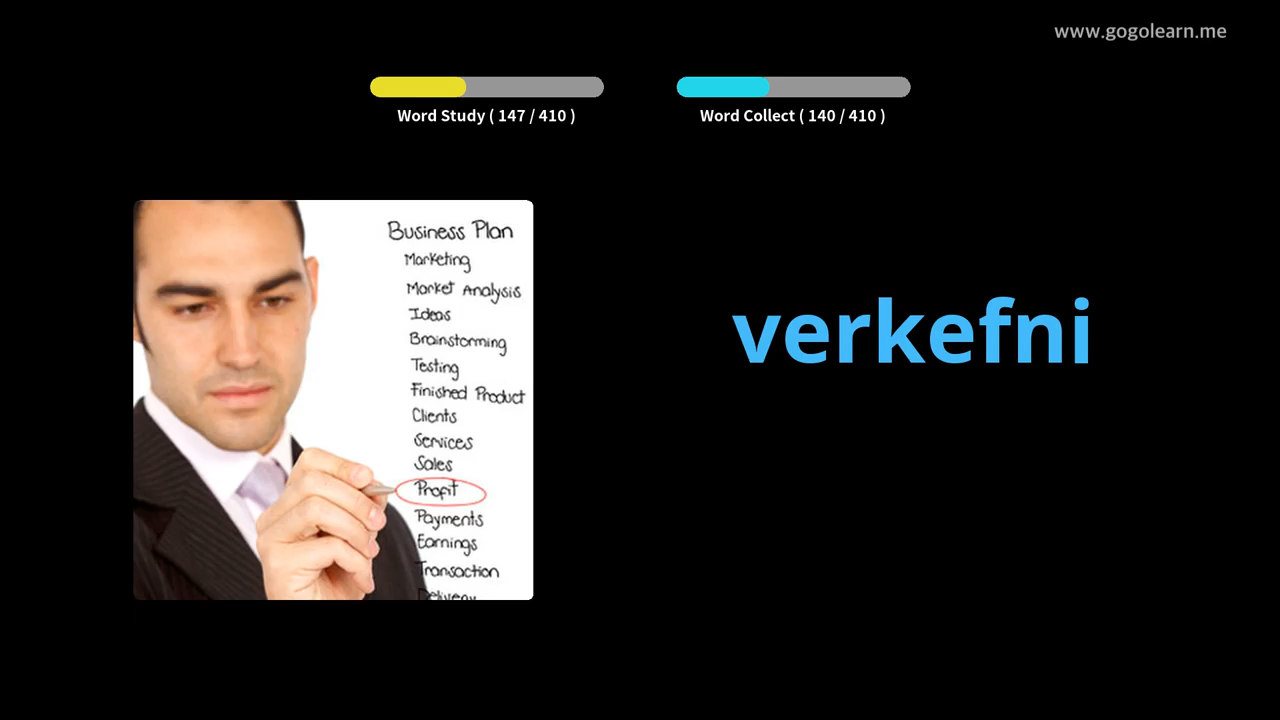 www.gogolearn.me
Word Study ( 147 / 410 )
Word Collect ( 140 / 410 )
Business Plan
Marketing
Market Analysis
Ideas
Brainstorming
Testing
Finished Product
Clients
Services
Sales
Profit
Payments
Earnings
Transaction
Delivery
verkefni